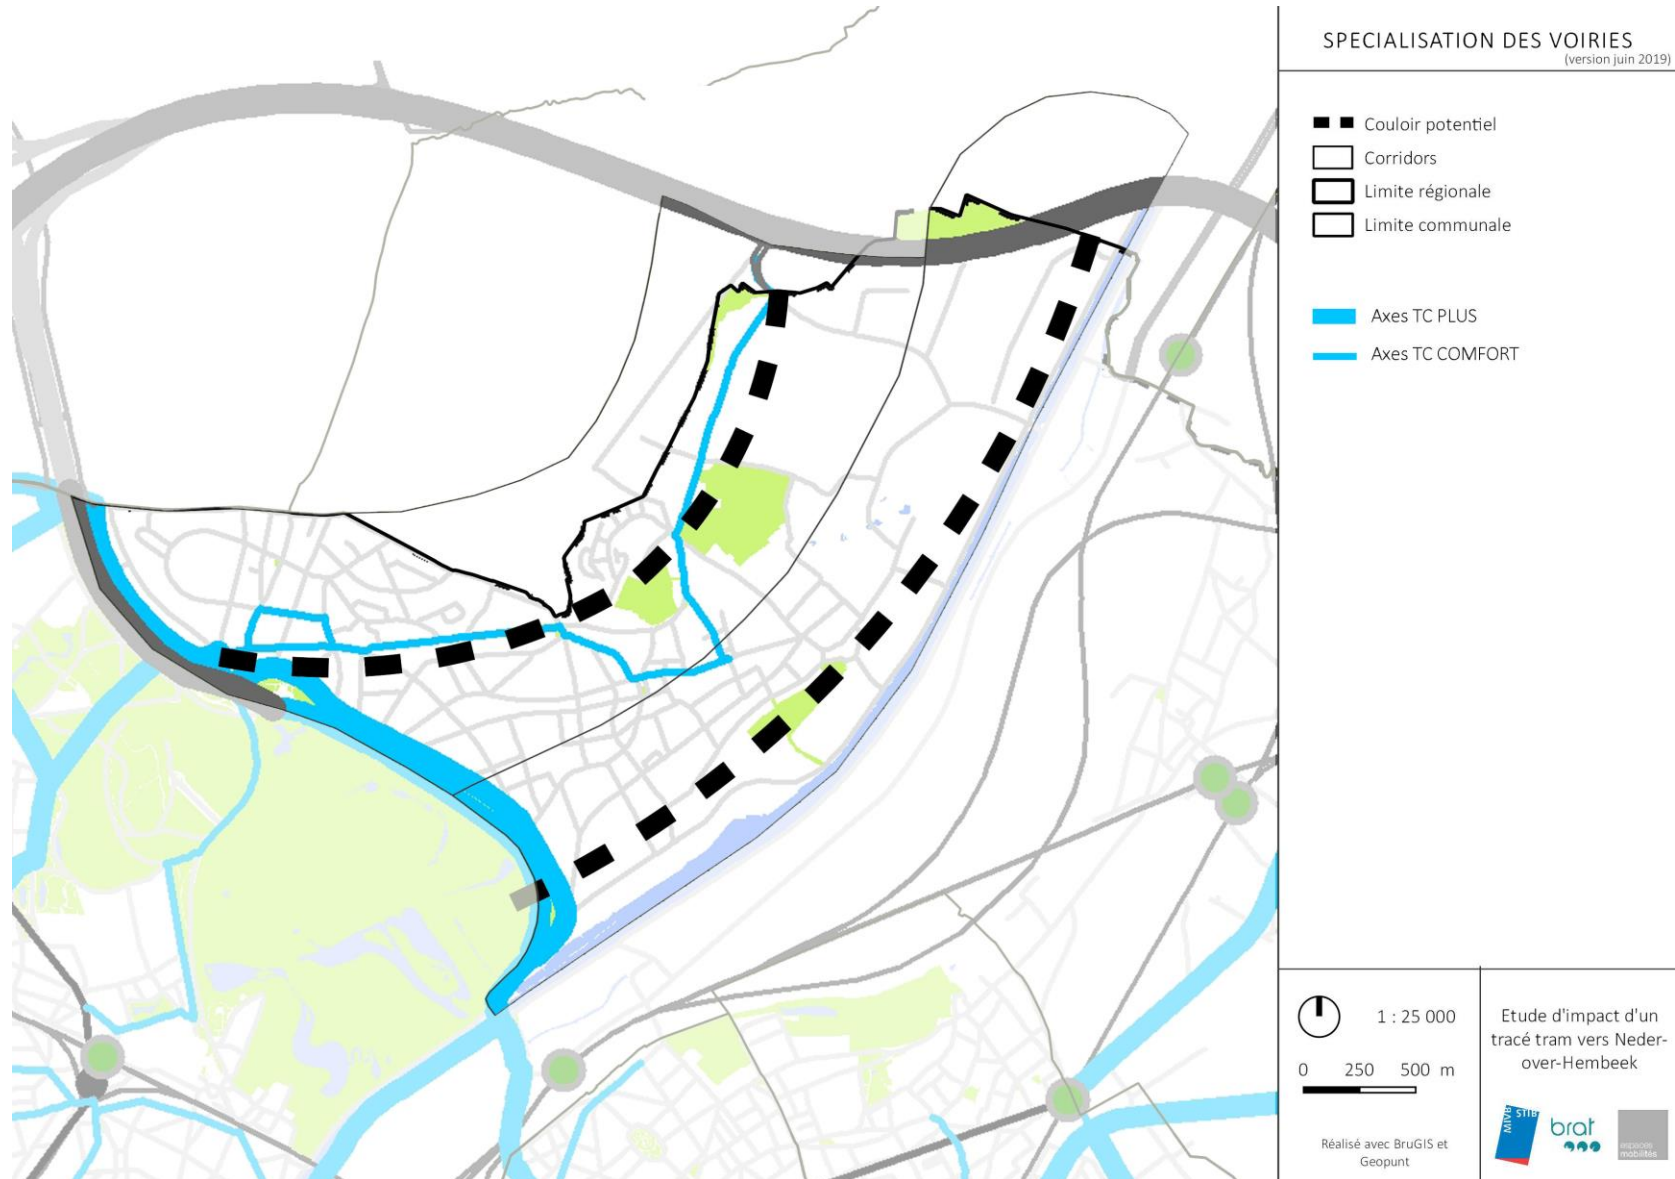 SPECIALISATION DES VOIRIES
(version juin 2019)
Couloir potentiel
Corridors
Limite régionale
Limite communale
Axes TC PLUS
Axes TC COMFORT
1 : 25 000
0 250 500 m
Réalisé avec BruGIS et
Geopunt
Etude d'impact d'un
tracé tram vers Neder-
over-Hembeek
MIVB STIB
brat
espaces
mobilités